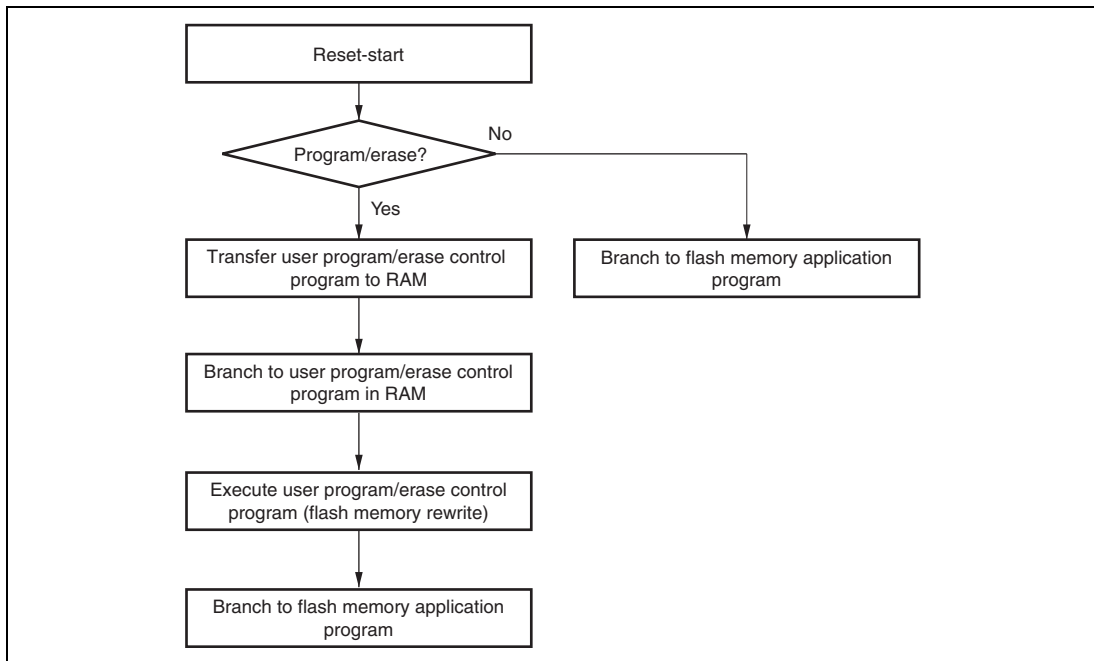 Reset-start
Program/erase?
No
Yes
Transfer user program/erase control
program to RAM
Branch to flash memory application
program
Branch to user program/erase control
program in RAM
Execute user program/erase control
program (flash memory rewrite)
Branch to flash memory application
program